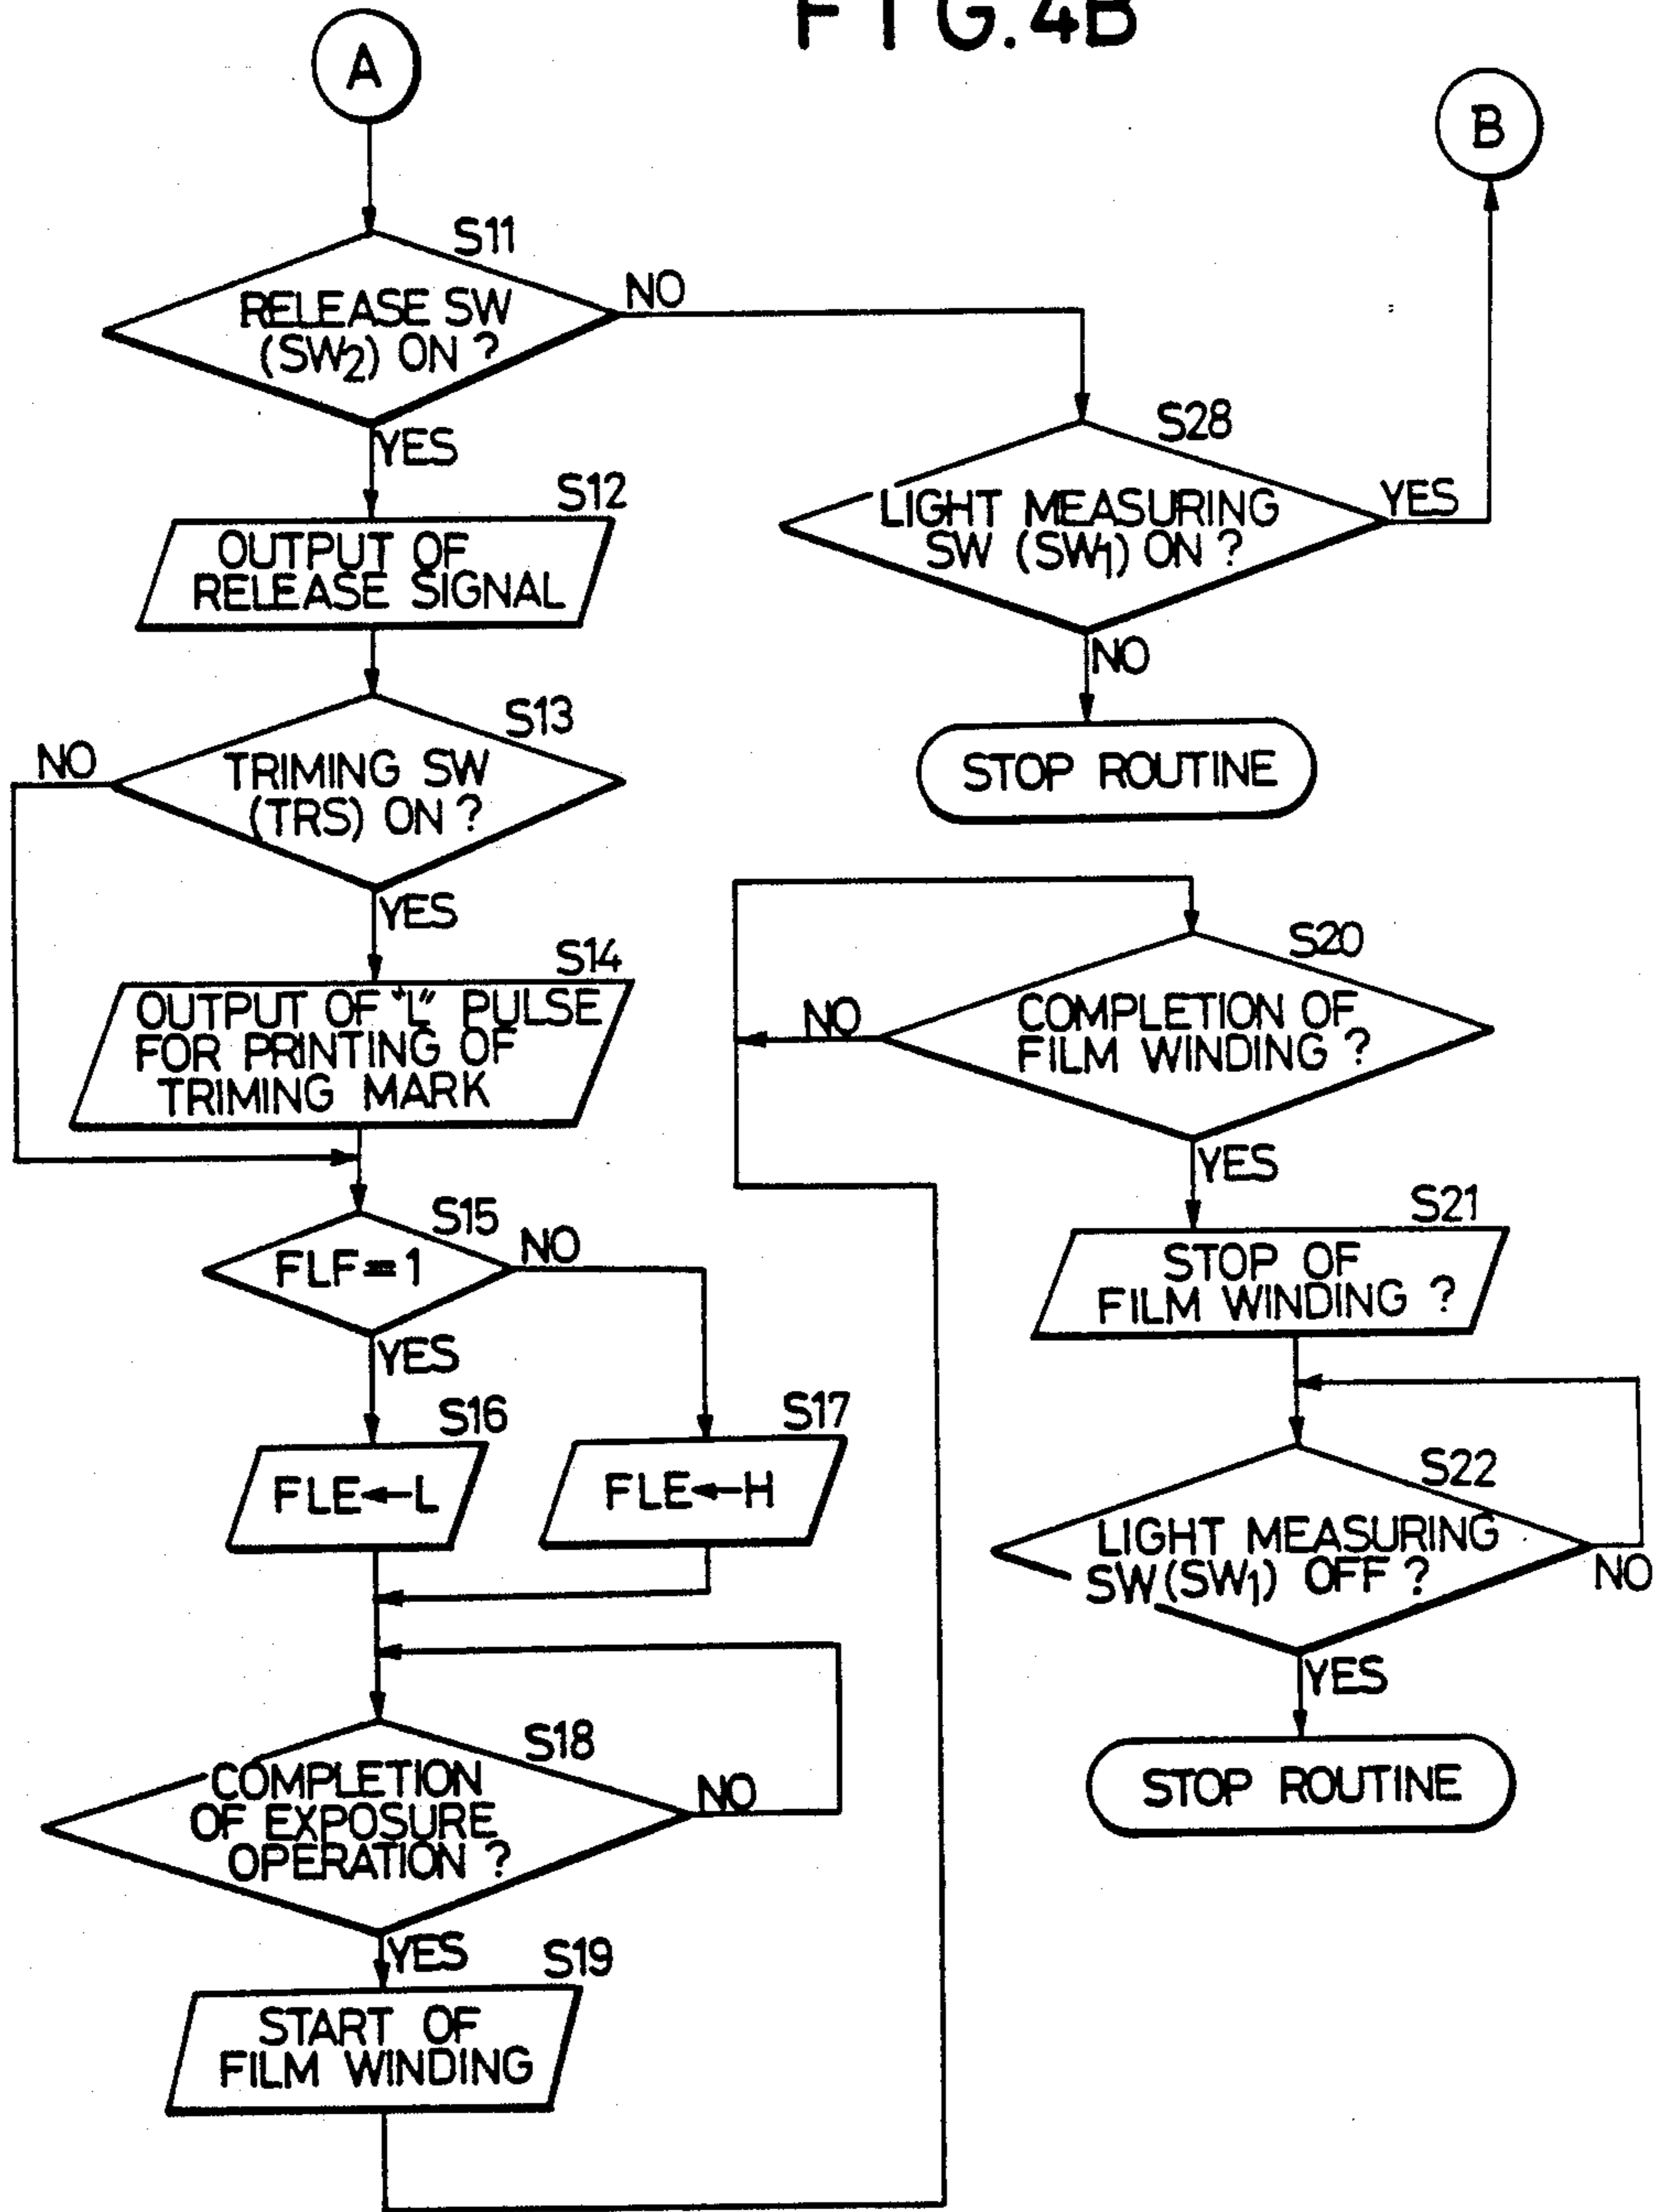 FIG.4B
A
B
S11
RELEASE SW
(SW2) ON ?
NO
YES
S28
LIGHT MEASURING
SW (SW1) ON ?
YES
NO
STOP ROUTINE
S12
OUTPUT OF
RELEASE SIGNAL
S13
TRIMING SW
(TRS) ON ?
NO
YES
S14
OUTPUT OF "L" PULSE
FOR PRINTING OF
TRIMING MARK
S15
FLF=1
NO
YES
S16
FLE←L
S17
FLE←H
S18
COMPLETION
OF EXPOSURE
OPERATION ?
NO
YES
S19
START OF
FILM WINDING
S20
COMPLETION OF
FILM WINDING ?
NO
YES
S21
STOP OF
FILM WINDING ?
S22
LIGHT MEASURING
SW(SW1) OFF ?
NO
YES
STOP ROUTINE